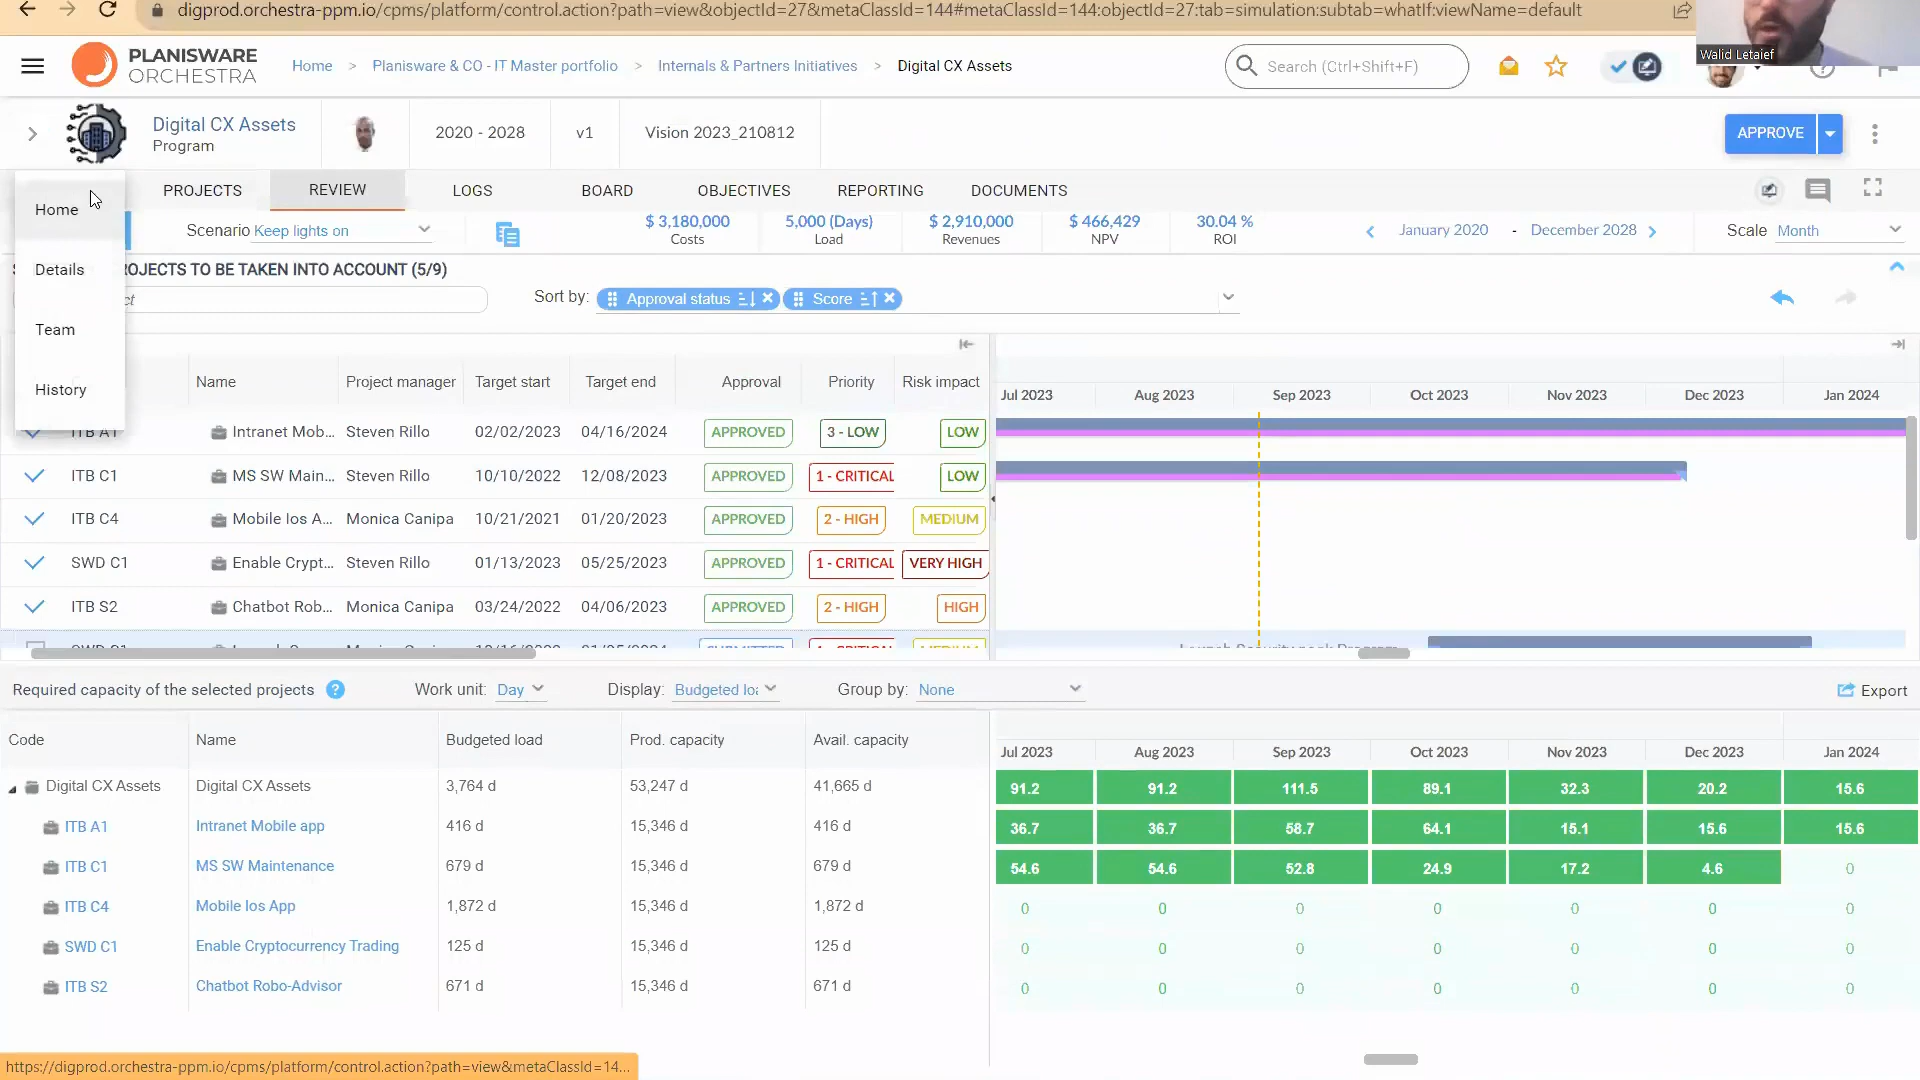 digprod.orchestra-ppm.io/cpms/platform/control.action?path=view&objectId=27&metaClassId=144#metaClassId=144:objectId=27:tab=simulation:subtab=whatIf:viewName=default
Walid Letaief
PLANISWARE
ORCHESTRA
Home > Planisware & CO - IT Master portfolio > Internals & Partners Initiatives > Digital CX Assets
Search (Ctrl+Shift+F)
Digital CX Assets
Program
2020 - 2028
v1
Vision 2023_210812
APPROVE
PROJECTS REVIEW LOGS BOARD OBJECTIVES REPORTING DOCUMENTS
Home
Details
Team
History
Scenario Keep lights on
$ 3,180,000
Costs
5,000 (Days)
Load
$ 2,910,000
Revenues
$ 466,429
NPV
30.04 %
ROI
January 2020 - December 2028
Scale Month
OJECTS TO BE TAKEN INTO ACCOUNT (5/9)
ct
Sort by: Approval status Score
Name Project manager Target start Target end Approval Priority Risk impact
Jul 2023 Aug 2023 Sep 2023 Oct 2023 Nov 2023 Dec 2023 Jan 2024
ITB A1 Intranet Mob... Steven Rillo 02/02/2023 04/16/2024 APPROVED 3 - LOW LOW
ITB C1 MS SW Main... Steven Rillo 10/10/2022 12/08/2023 APPROVED 1 - CRITICAL LOW
ITB C4 Mobile Ios A... Monica Canipa 10/21/2021 01/20/2023 APPROVED 2 - HIGH MEDIUM
SWD C1 Enable Crypt... Steven Rillo 01/13/2023 05/25/2023 APPROVED 1 - CRITICAL VERY HIGH
ITB S2 Chatbot Rob... Monica Canipa 03/24/2022 04/06/2023 APPROVED 2 - HIGH HIGH
Required capacity of the selected projects ?
Work unit: Day
Display: Budgeted loa
Group by: None
Export
Code Name Budgeted load Prod. capacity Avail. capacity
Jul 2023 Aug 2023 Sep 2023 Oct 2023 Nov 2023 Dec 2023 Jan 2024
Digital CX Assets Digital CX Assets 3,764 d 53,247 d 41,665 d 91.2 91.2 111.5 89.1 32.3 20.2 15.6
ITB A1 Intranet Mobile app 416 d 15,346 d 416 d 36.7 36.7 58.7 64.1 15.1 15.6 15.6
ITB C1 MS SW Maintenance 679 d 15,346 d 679 d 54.6 54.6 52.8 24.9 17.2 4.6 0
ITB C4 Mobile Ios App 1,872 d 15,346 d 1,872 d 0 0 0 0 0 0 0
SWD C1 Enable Cryptocurrency Trading 125 d 15,346 d 125 d 0 0 0 0 0 0 0
ITB S2 Chatbot Robo-Advisor 671 d 15,346 d 671 d 0 0 0 0 0 0 0
https://digprod.orchestra-ppm.io/cpms/platform/control.action?path=view&metaClassId=14...